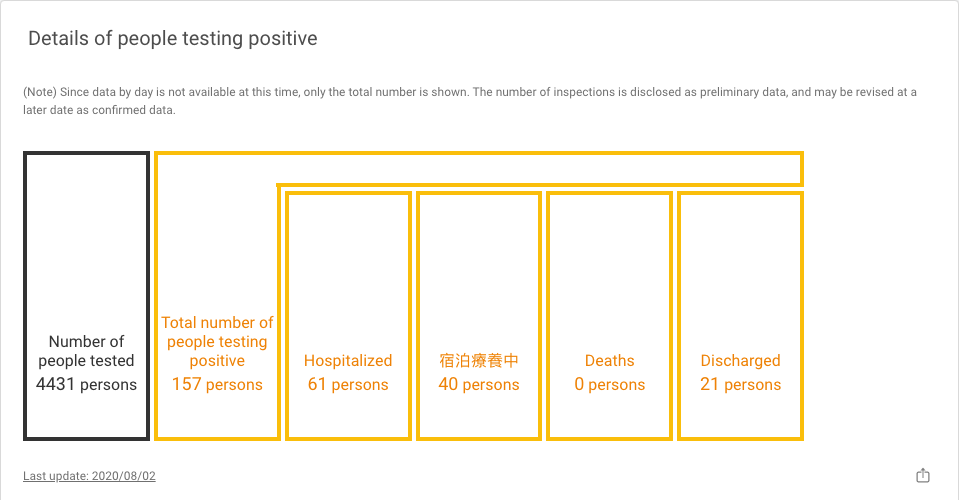 Details of people testing positive
(Note) Since data by day is not available at this time, only the total number is shown. The number of inspections is disclosed as preliminary data, and may be revised at a
later date as confirmed data.
Number of
people tested
4431 persons
Total number of
people testing
positive
157 persons
Hospitalized
61 persons
宿泊療養中
40 persons
Deaths
0 persons
Discharged
21 persons
Last update: 2020/08/02